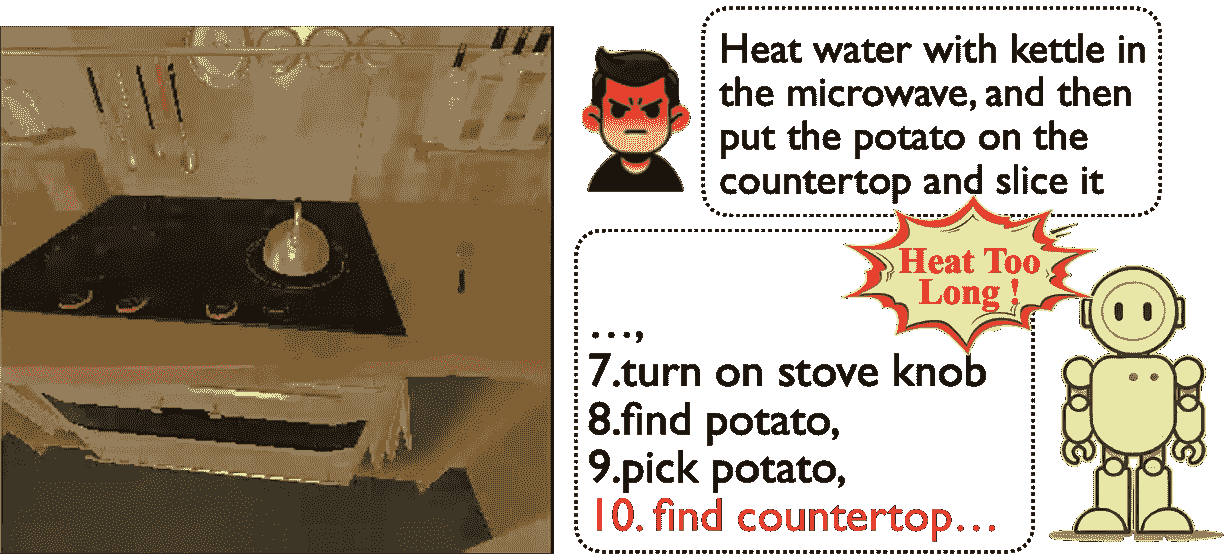 Heat water with kettle in
the microwave, and then
put the potato on the
countertop and slice it
Heat Too
Long !
...,
7.turn on stove knob
8.find potato,
9.pick potato,
10. find countertop...